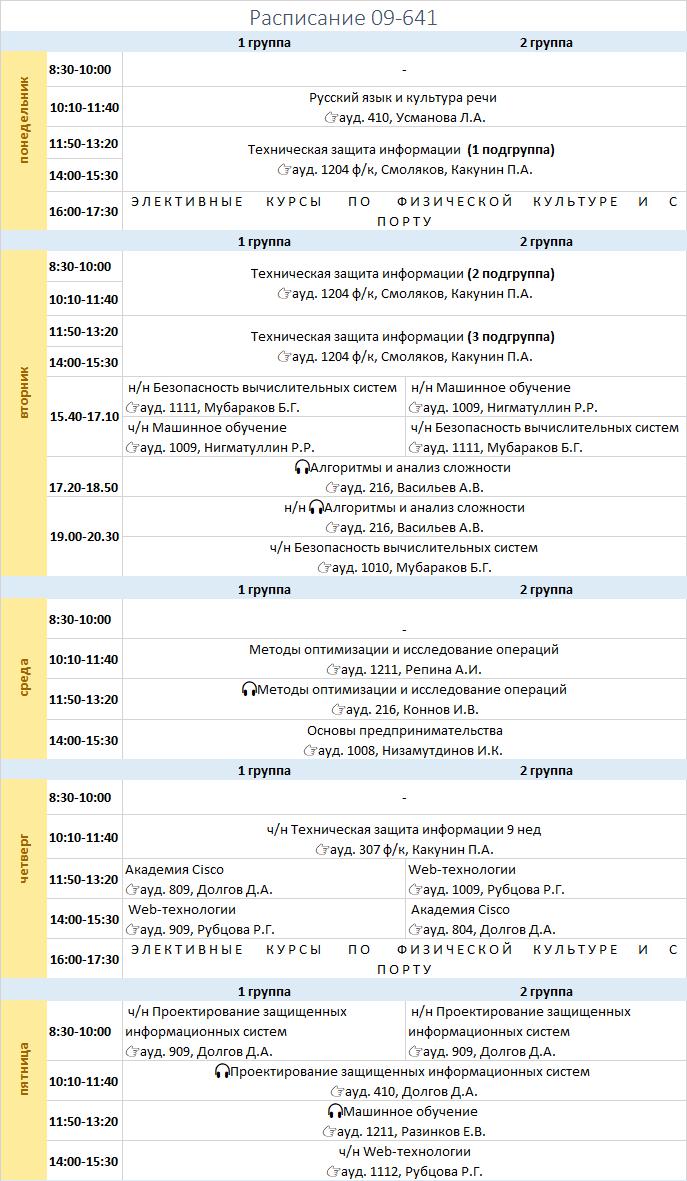 Расписание 09-641
1 группа 2 группа
понедельник
8:30-10:00 -
10:10-11:40 Русский язык и культура речи
ауд. 410, Усманова Л.А.
11:50-13:20
14:00-15:30
Техническая защита информации (1 подгруппа)
ауд. 1204 ф/к, Смоляков, Какунин П.А.
16:00-17:30 ЭЛЕКТИВНЫЕ КУРСЫ ПО ФИЗИЧЕСКОЙ КУЛЬТУРЕ И С
ПОРТУ
1 группа 2 группа
вторник
8:30-10:00
10:10-11:40
Техническая защита информации (2 подгруппа)
ауд. 1204 ф/к, Смоляков, Какунин П.А.
11:50-13:20
14:00-15:30
Техническая защита информации (3 подгруппа)
ауд. 1204 ф/к, Смоляков, Какунин П.А.
15.40-17.10
н/н Безопасность вычислительных систем
ауд. 1111, Мубараков Б.Г.
н/н Машинное обучение
ауд. 1009, Нигматуллин Р.Р.
ч/н Машинное обучение
ауд. 1009, Нигматуллин Р.Р.
ч/н Безопасность вычислительных систем
ауд. 1111, Мубараков Б.Г.
17.20-18.50 Алгоритмы и анализ сложности
ауд. 216, Васильев А.В.
19.00-20.30
н/н Алгоритмы и анализ сложности
ауд. 216, Васильев А.В.
ч/н Безопасность вычислительных систем
ауд. 1010, Мубараков Б.Г.
1 группа 2 группа
среда
8:30-10:00 -
10:10-11:40 Методы оптимизации и исследование операций
ауд. 1211, Репина А.И.
11:50-13:20 Методы оптимизации и исследование операций
ауд. 216, Коннов И.В.
14:00-15:30 Основы предпринимательства
ауд. 1008, Низамутдинов И.К.
1 группа 2 группа
четверг
8:30-10:00 -
10:10-11:40 ч/н Техническая защита информации 9 нед
ауд. 307 ф/к, Какунин П.А.
11:50-13:20
Академия Cisco
ауд. 809, Долгов Д.А.
Web-технологии
ауд. 1009, Рубцова Р.Г.
14:00-15:30
Web-технологии
ауд. 909, Рубцова Р.Г.
Академия Cisco
ауд. 804, Долгов Д.А.
16:00-17:30 ЭЛЕКТИВНЫЕ КУРСЫ ПО ФИЗИЧЕСКОЙ КУЛЬТУРЕ И С
ПОРТУ
1 группа 2 группа
пятница
8:30-10:00
ч/н Проектирование защищенных
информационных систем
ауд. 909, Долгов Д.А.
н/н Проектирование защищенных
информационных систем
ауд. 909, Долгов Д.А.
10:10-11:40 Проектирование защищенных информационных систем
ауд. 410, Долгов Д.А.
11:50-13:20 Машинное обучение
ауд. 1211, Разинков Е.В.
14:00-15:30 ч/н Web-технологии
ауд. 1112, Рубцова Р.Г.